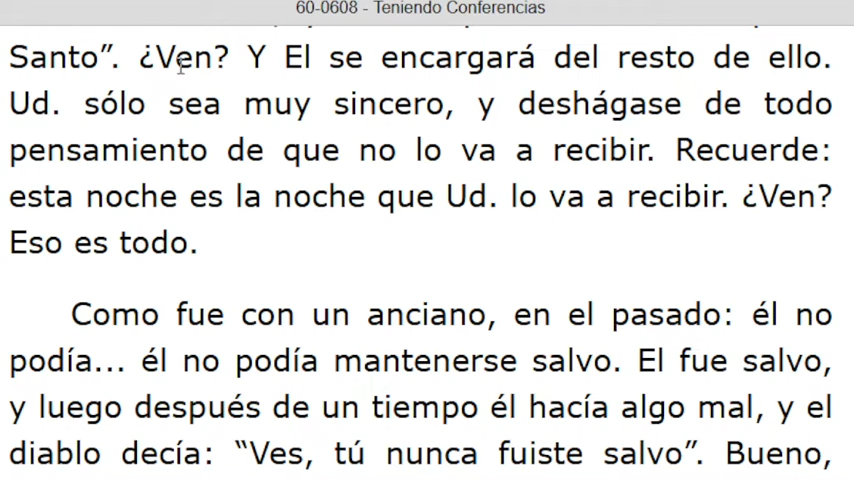 60-0608 - Teniendo Conferencias
Santo”. ¿Ven? Y El se encargará del resto de ello.
Ud. sólo sea muy sincero, y deshágase de todo
pensamiento de que no lo va a recibir. Recuerde:
esta noche es la noche que Ud. lo va a recibir. ¿Ven?
Eso es todo.
Como fue con un anciano, en el pasado: él no
podía... él no podía mantenerse salvo. El fue salvo,
y luego después de un tiempo él hacía algo mal, y el
diablo decía: “Ves, tú nunca fuiste salvo”. Bueno,